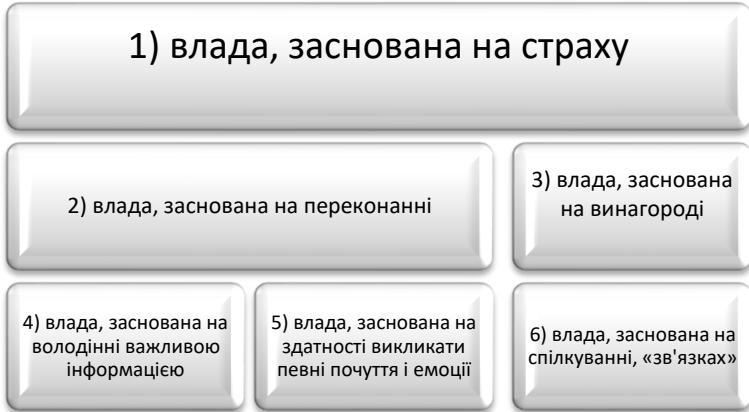 1) влада, заснована на страху
2) влада, заснована на переконанні
3) влада, заснована
на винагороді
4) влада, заснована на
володінні важливою
інформацією
5) влада, заснована на
здатності викликати
певні почуття і емоції
6) влада, заснована на
спілкуванні, «зв'язках»